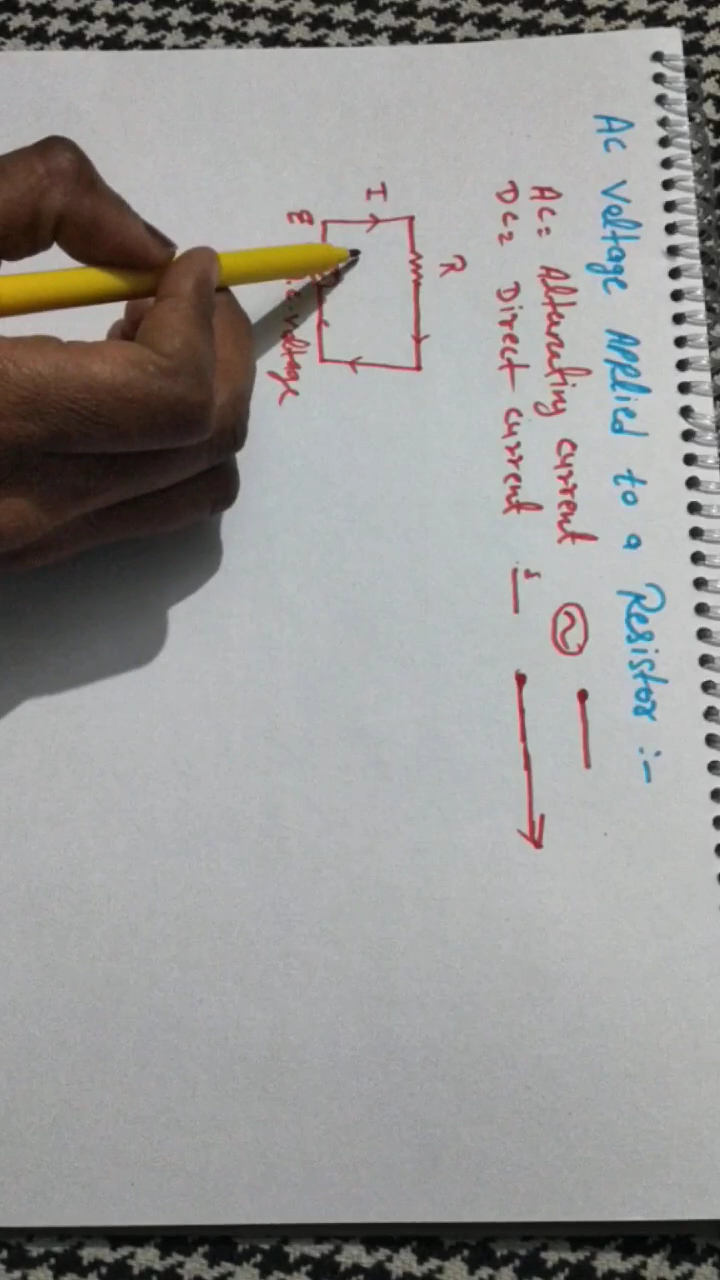 AC Voltage APPlied to a Resistor :-
AC = Alternating current
DC = Direct current
R
I
E
voltage